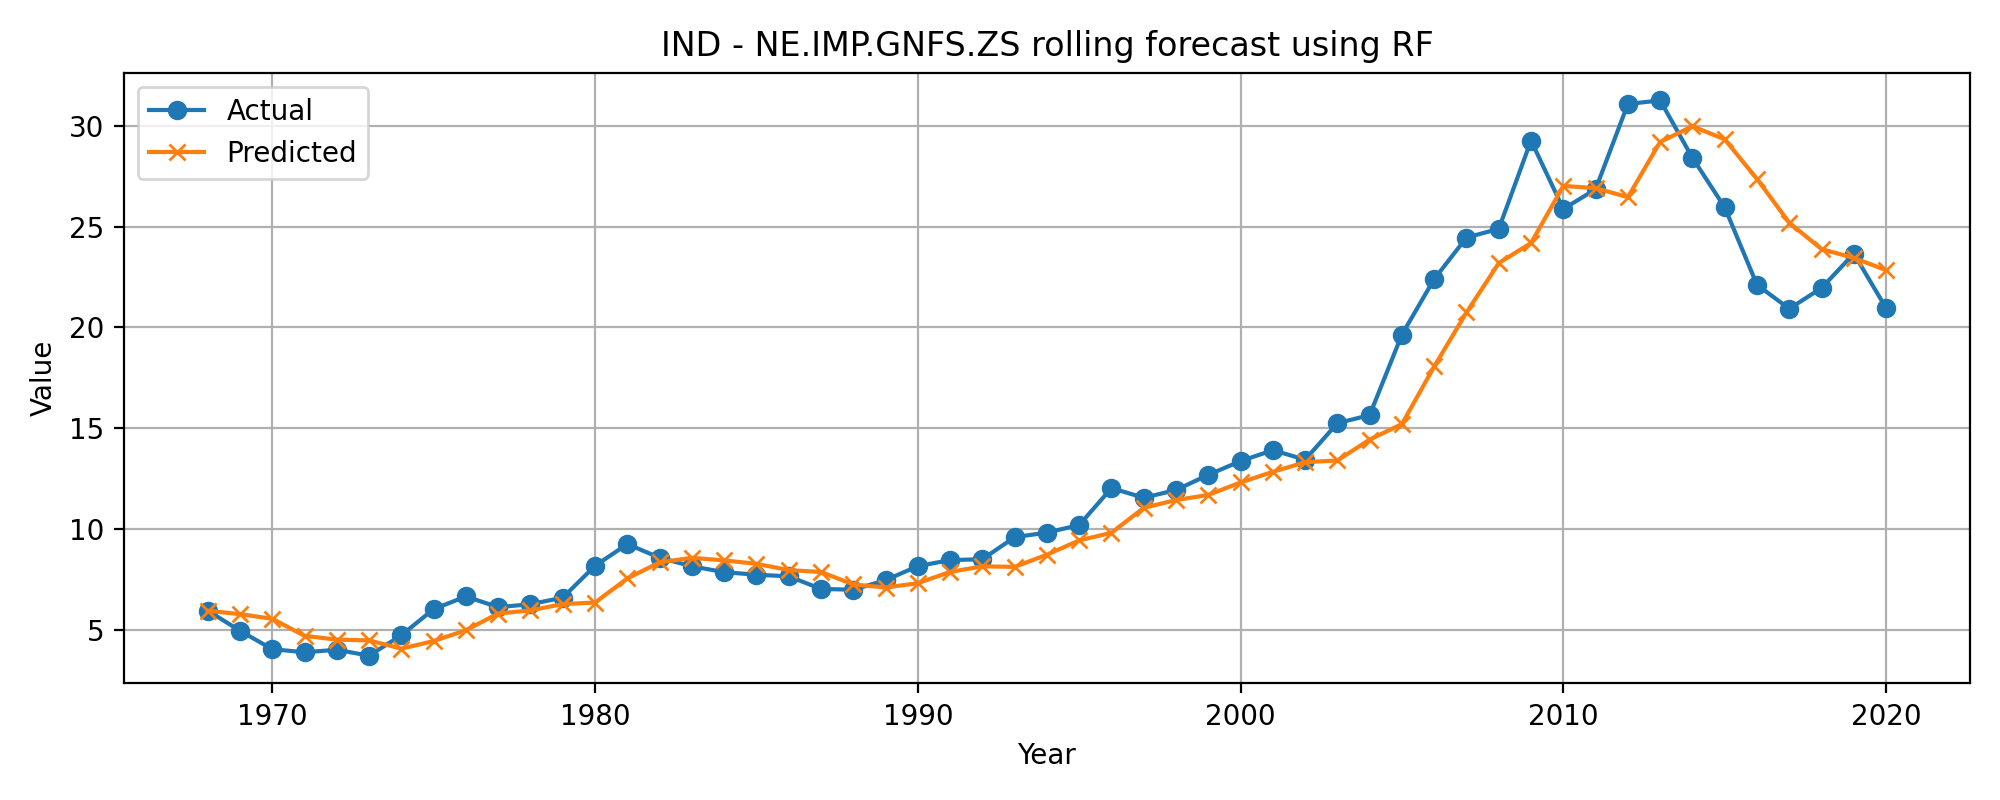 IND - NE.IMP.GNFS.ZS rolling forecast using RF
Actual
Predicted
Value
30
25
20
15
10
5
1970 1980 1990 2000 2010 2020
Year